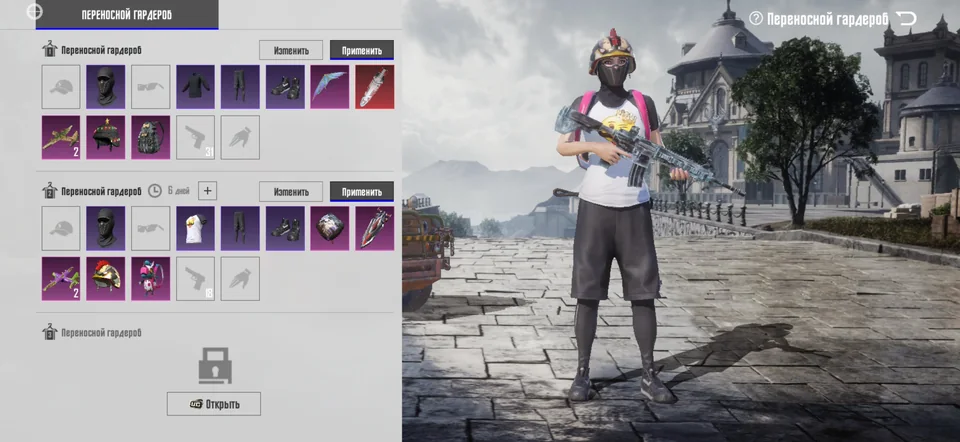 ПЕРЕНОСНОЙ ГАРДЕРОБ
Переносной гардероб
Переносной гардероб
Изменить
Применить
2
31
Переносной гардероб
6 дней
+
Изменить
Применить
2
Переносной гардероб
UC Открыть